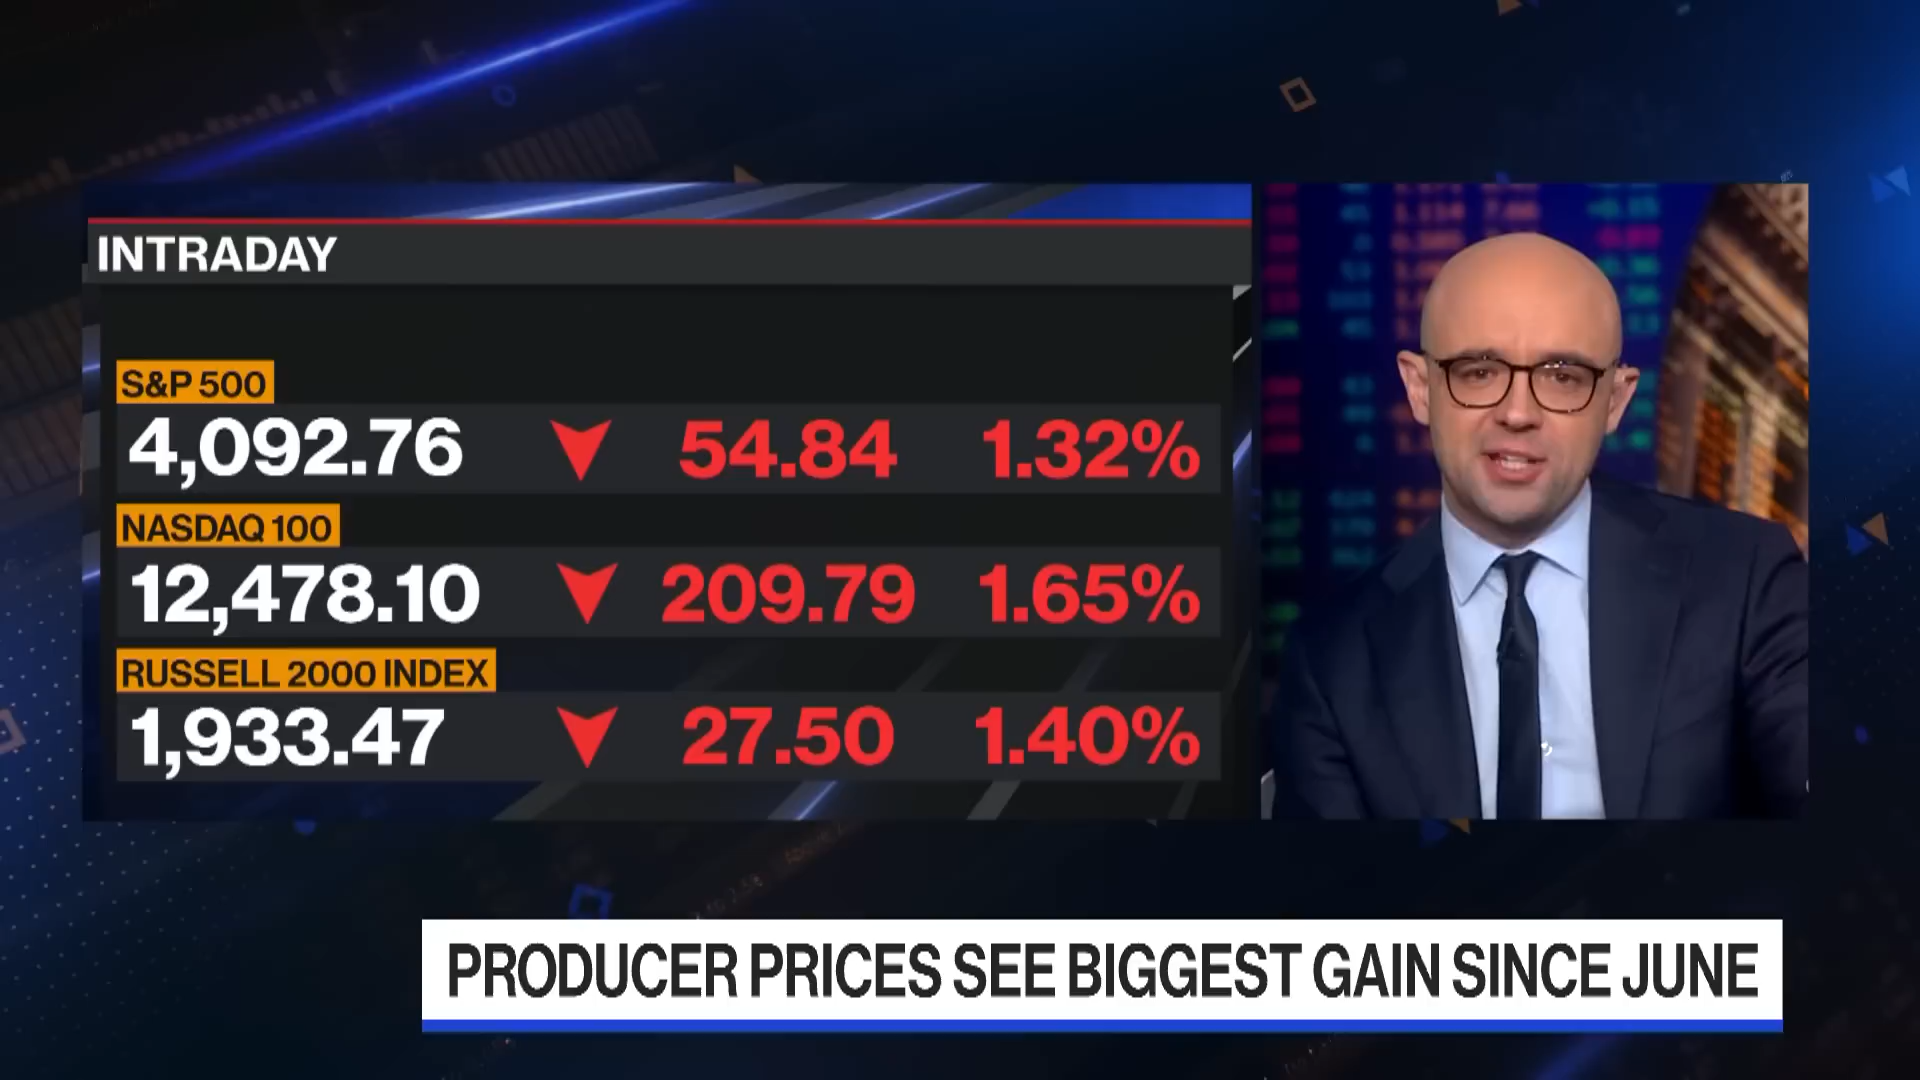 INTRADAY
S&P 500
4,092.76 54.84 1.32%
NASDAQ 100
12,478.10 209.79 1.65%
RUSSELL 2000 INDEX
1,933.47 27.50 1.40%
PRODUCER PRICES SEE BIGGEST GAIN SINCE JUNE